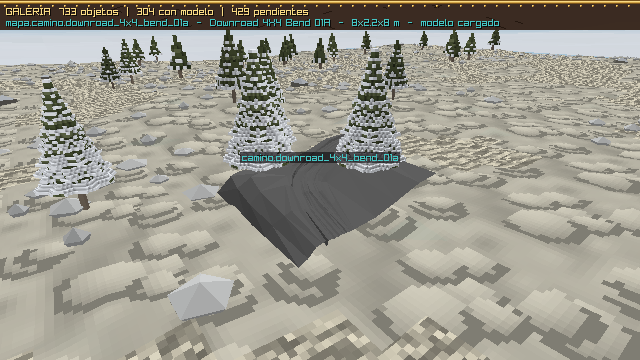 GALERIA 733 objetos | 304 con modelo | 429 pendientes
mapa.camino.downroad_4x4_bend_01a - Downroad 4X4 Bend 01A - 8x2.2x8 m - modelo cargado
camino.downroad_4x4_bend_01a